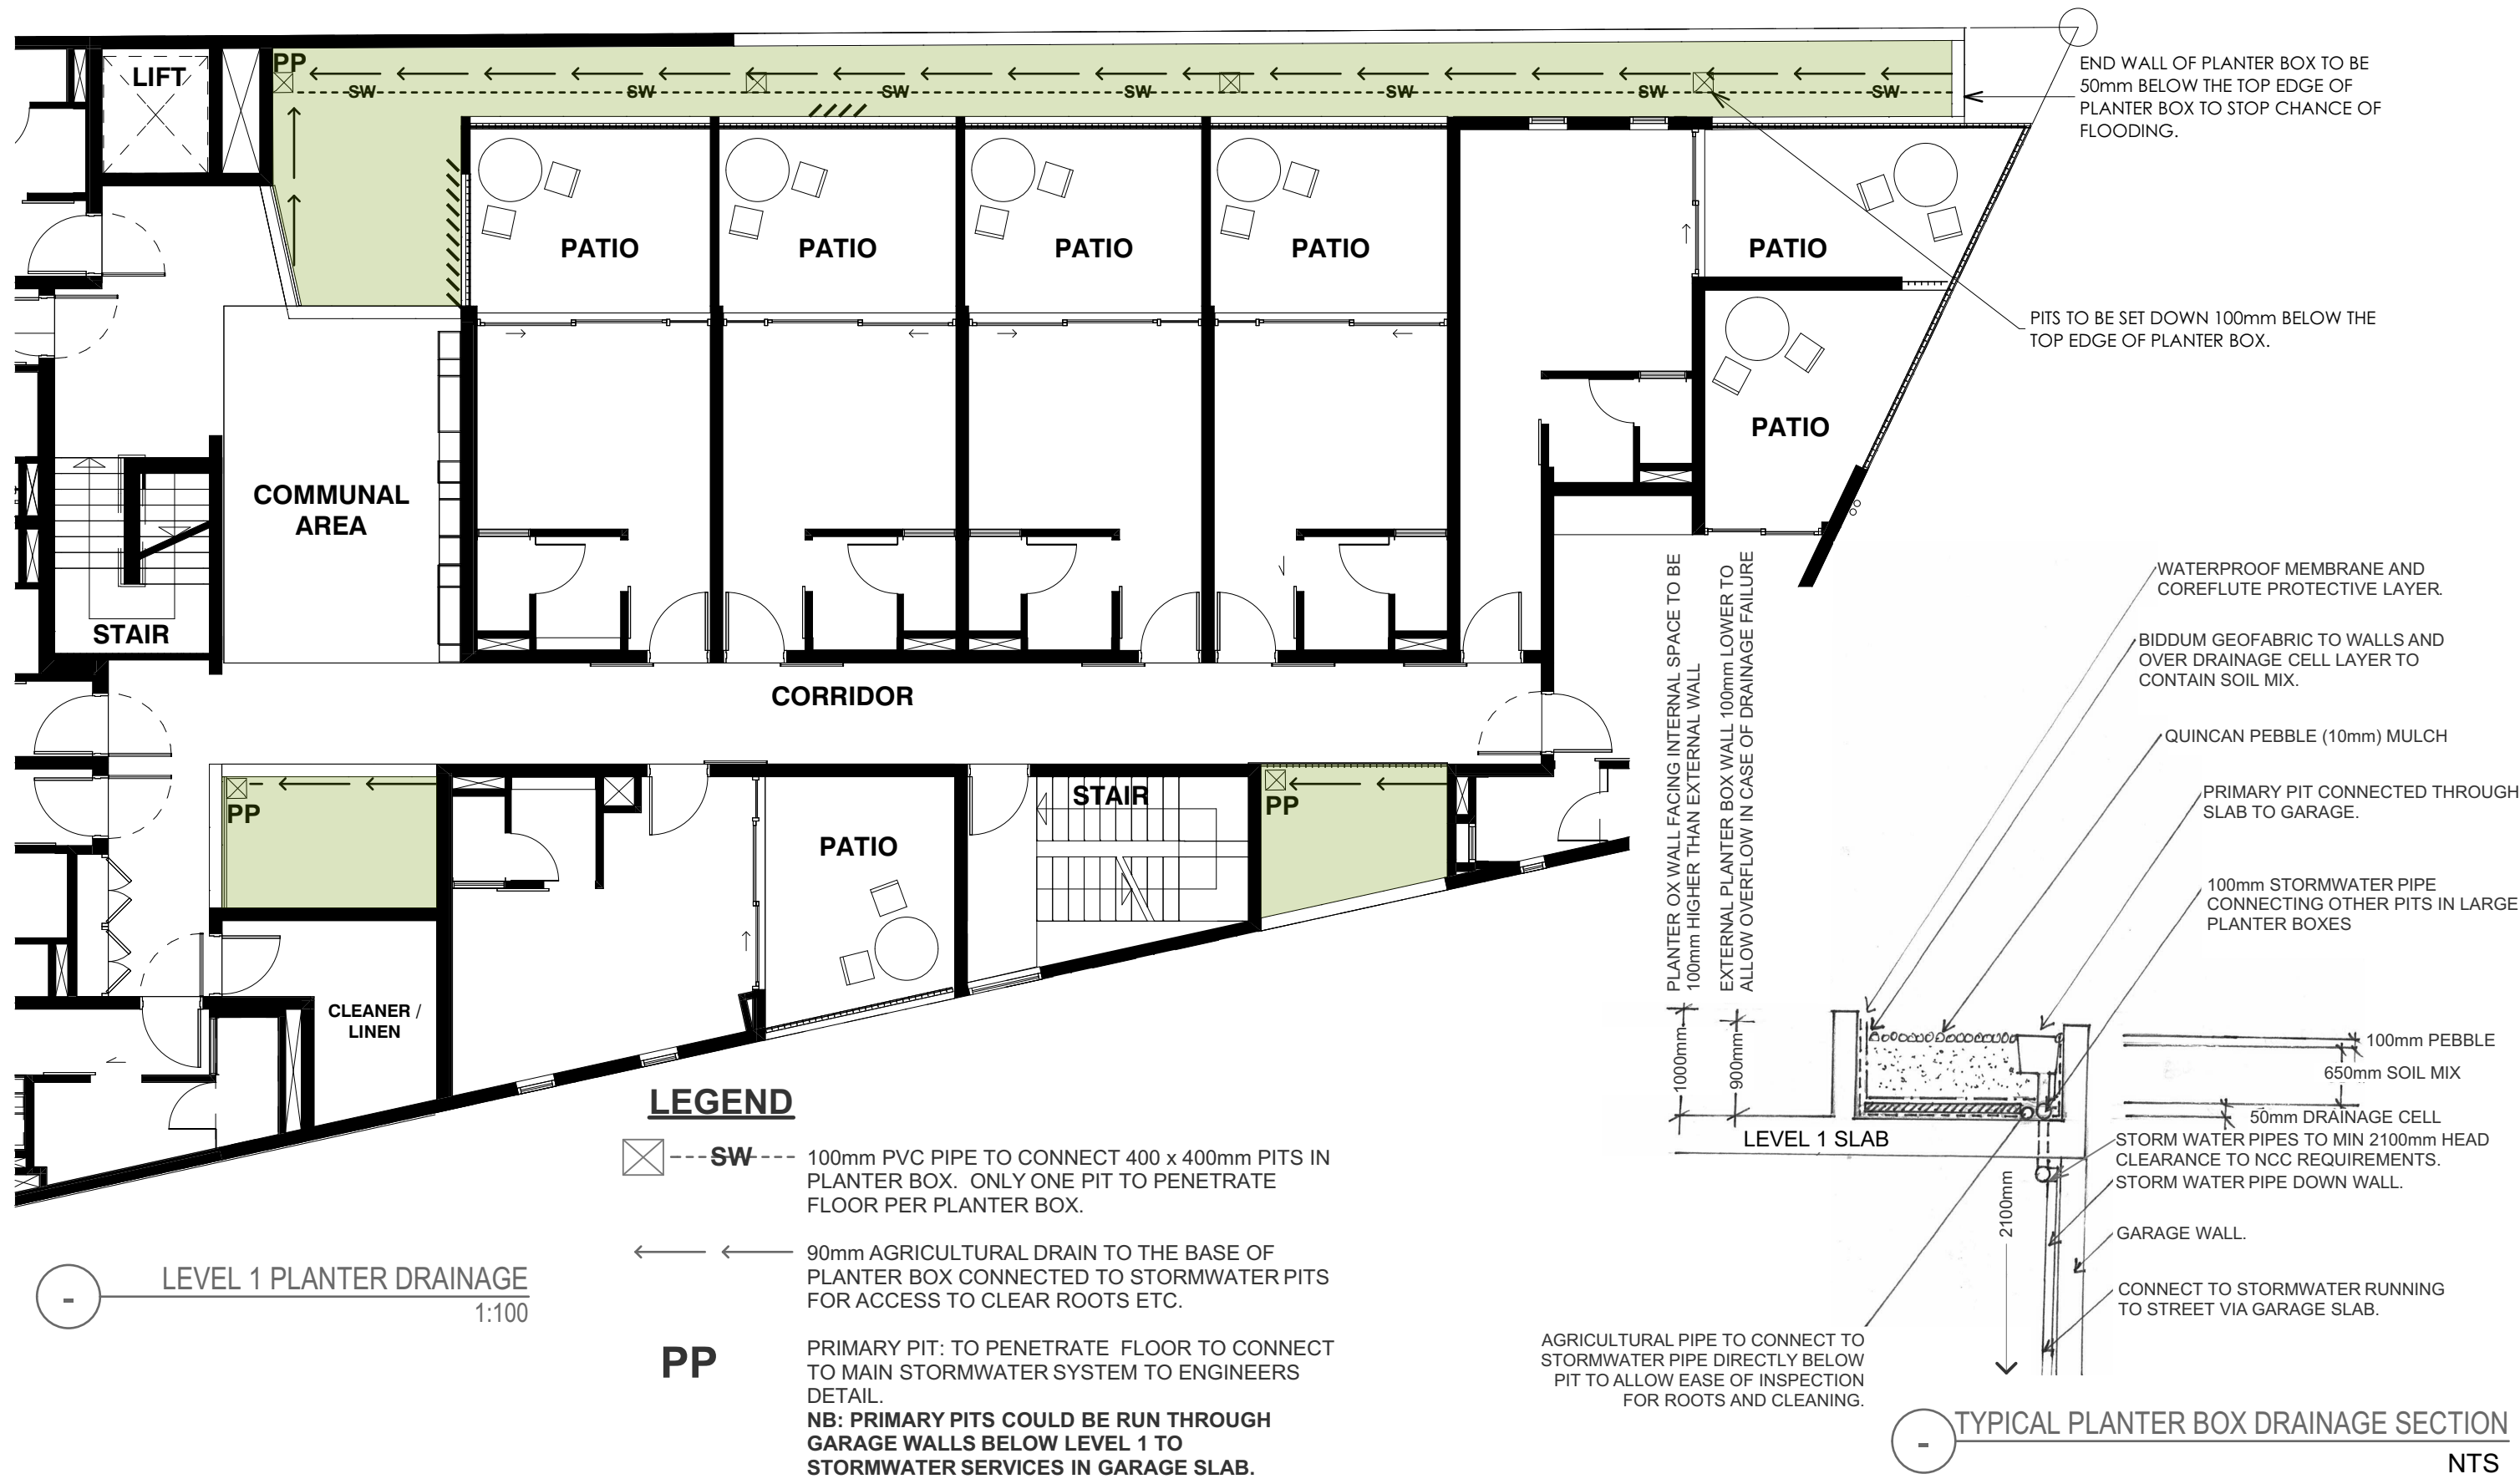 PP
LIFT
SW
SW
SW
SW
SW
SW
SW
END WALL OF PLANTER BOX TO BE
50mm BELOW THE TOP EDGE OF
PLANTER BOX TO STOP CHANCE OF
FLOODING.
PATIO
PATIO
PATIO
PATIO
PATIO
PITS TO BE SET DOWN 100mm BELOW THE
TOP EDGE OF PLANTER BOX.
PATIO
COMMUNAL
AREA
STAIR
CORRIDOR
PP
STAIR
PP
PATIO
CLEANER /
LINEN
PLANTER OX WALL FACING INTERNAL SPACE TO BE
100mm HIGHER THAN EXTERNAL WALL
EXTERNAL PLANTER BOX WALL 100mm LOWER TO
ALLOW OVERFLOW IN CASE OF DRAINAGE FAILURE
WATERPROOF MEMBRANE AND
COREFLUTE PROTECTIVE LAYER.
BIDDUM GEOFABRIC TO WALLS AND
OVER DRAINAGE CELL LAYER TO
CONTAIN SOIL MIX.
QUINCAN PEBBLE (10mm) MULCH
PRIMARY PIT CONNECTED THROUGH
SLAB TO GARAGE.
100mm STORMWATER PIPE
CONNECTING OTHER PITS IN LARGE
PLANTER BOXES
1000mm
900mm
100mm PEBBLE
650mm SOIL MIX
50mm DRAINAGE CELL
LEVEL 1 SLAB
STORM WATER PIPES TO MIN 2100mm HEAD
CLEARANCE TO NCC REQUIREMENTS.
STORM WATER PIPE DOWN WALL.
2100mm
GARAGE WALL.
CONNECT TO STORMWATER RUNNING
TO STREET VIA GARAGE SLAB.
AGRICULTURAL PIPE TO CONNECT TO
STORMWATER PIPE DIRECTLY BELOW
PIT TO ALLOW EASE OF INSPECTION
FOR ROOTS AND CLEANING.
- TYPICAL PLANTER BOX DRAINAGE SECTION
NTS
LEGEND
SW
100mm PVC PIPE TO CONNECT 400 x 400mm PITS IN
PLANTER BOX. ONLY ONE PIT TO PENETRATE
FLOOR PER PLANTER BOX.
90mm AGRICULTURAL DRAIN TO THE BASE OF
PLANTER BOX CONNECTED TO STORMWATER PITS
FOR ACCESS TO CLEAR ROOTS ETC.
PP
PRIMARY PIT: TO PENETRATE FLOOR TO CONNECT
TO MAIN STORMWATER SYSTEM TO ENGINEERS
DETAIL.
NB: PRIMARY PITS COULD BE RUN THROUGH
GARAGE WALLS BELOW LEVEL 1 TO
STORMWATER SERVICES IN GARAGE SLAB.
- LEVEL 1 PLANTER DRAINAGE
1:100